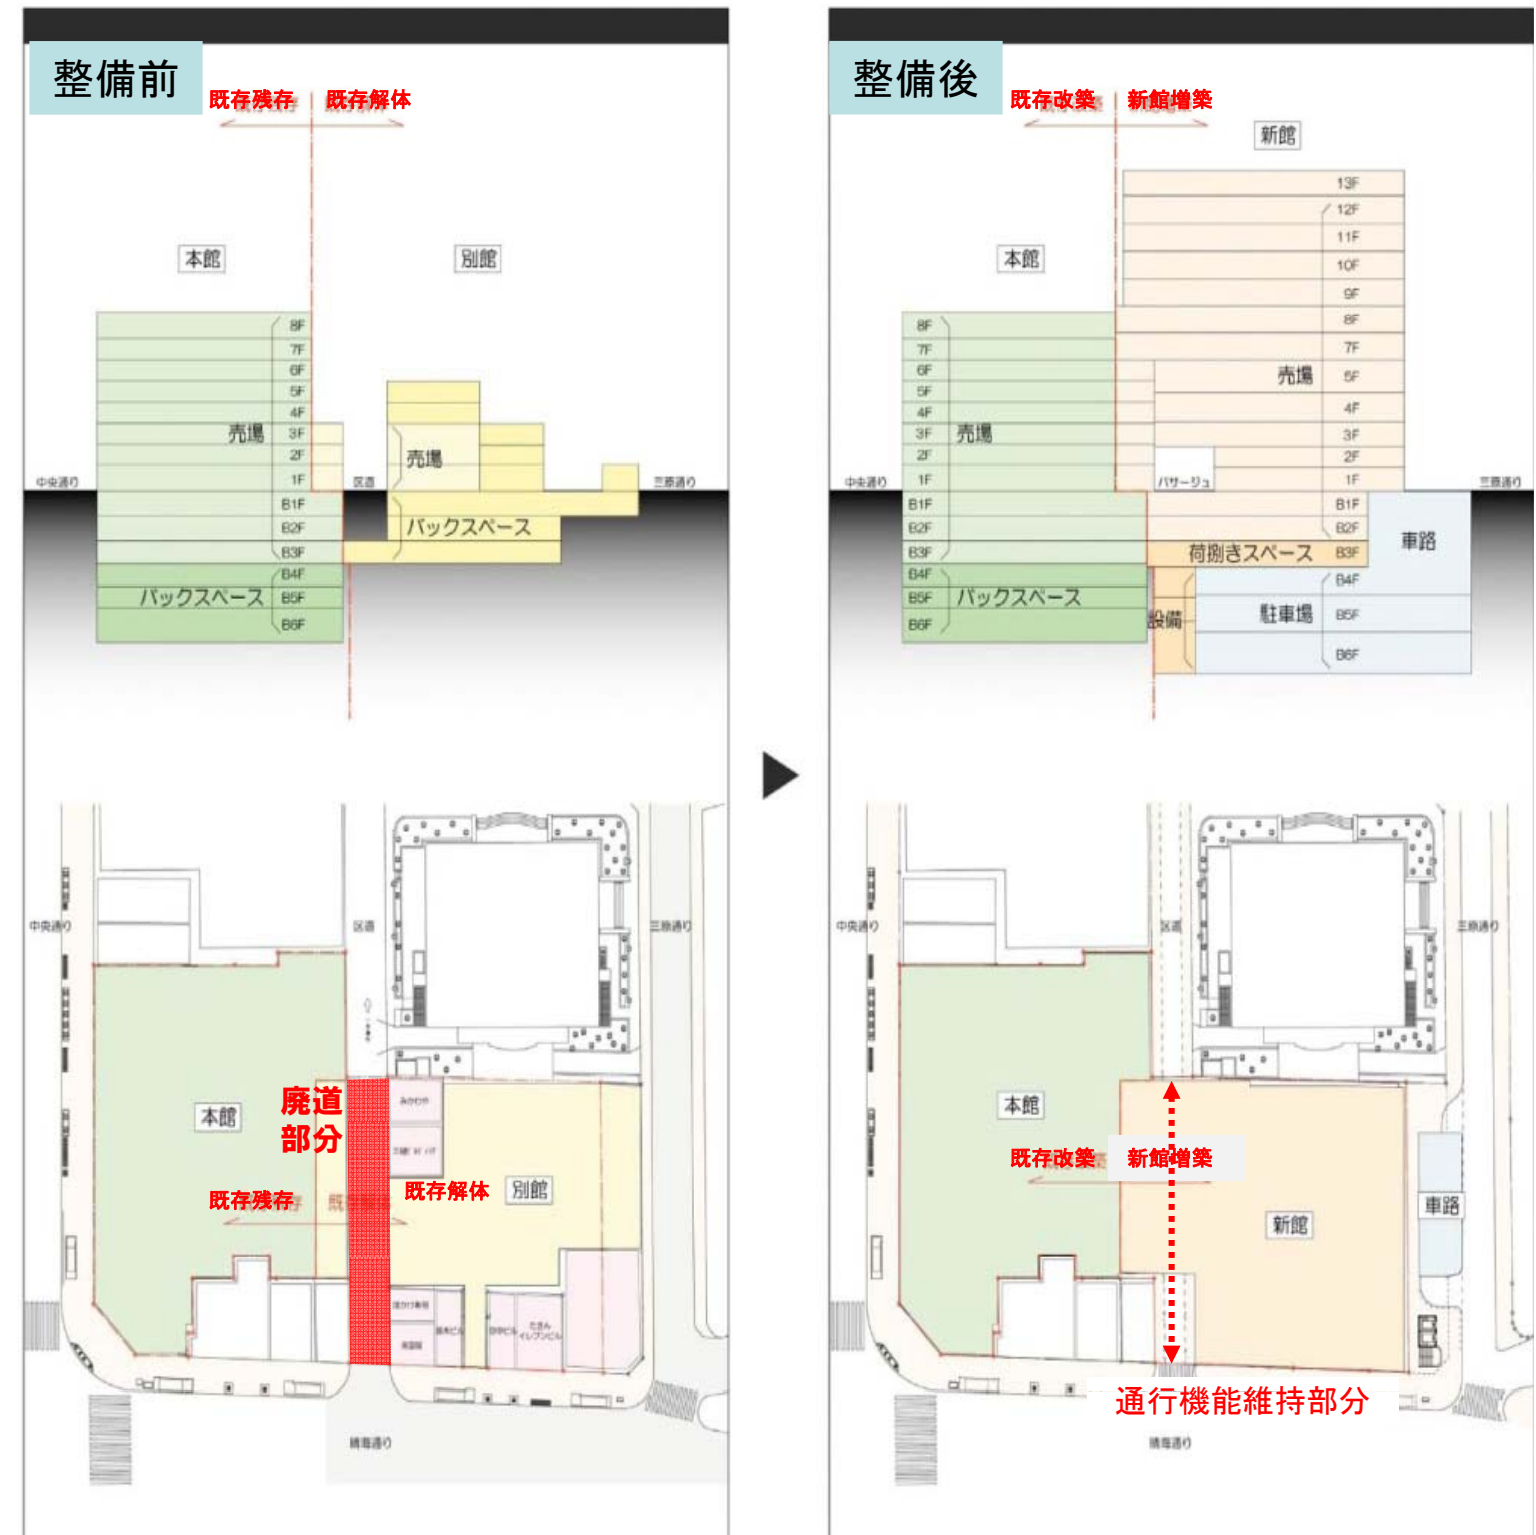 整備前
既存残存 既存解体
本館
別館
8F
7F
6F
5F
4F
売場 3F
2F
1F
売場
中央通り
区道
三原通り
B1F
B2F
B3F
バックスペース
B4F
バックスペース B5F
B6F
中央通り
区道
三原通り
廃道
部分
本館
みかわや
既存残存
既存解体
別館
晴海通り
整備後
既存改築 新館増築
新館
13F
12F
11F
10F
9F
8F
7F
売場 5F
4F
3F
2F
1F
本館
8F
7F
6F
5F
4F
3F 売場
2F
1F
中央通り
パサージュ
三原通り
B1F
B2F
B3F
B4F
B5F バックスペース
B6F
B1F
B2F
荷捌きスペース B3F
車路
B4F
設備
駐車場 B5F
B6F
中央通り
区道
三原通り
本館
既存改築 新館増築
車路
新館
通行機能維持部分
晴海通り